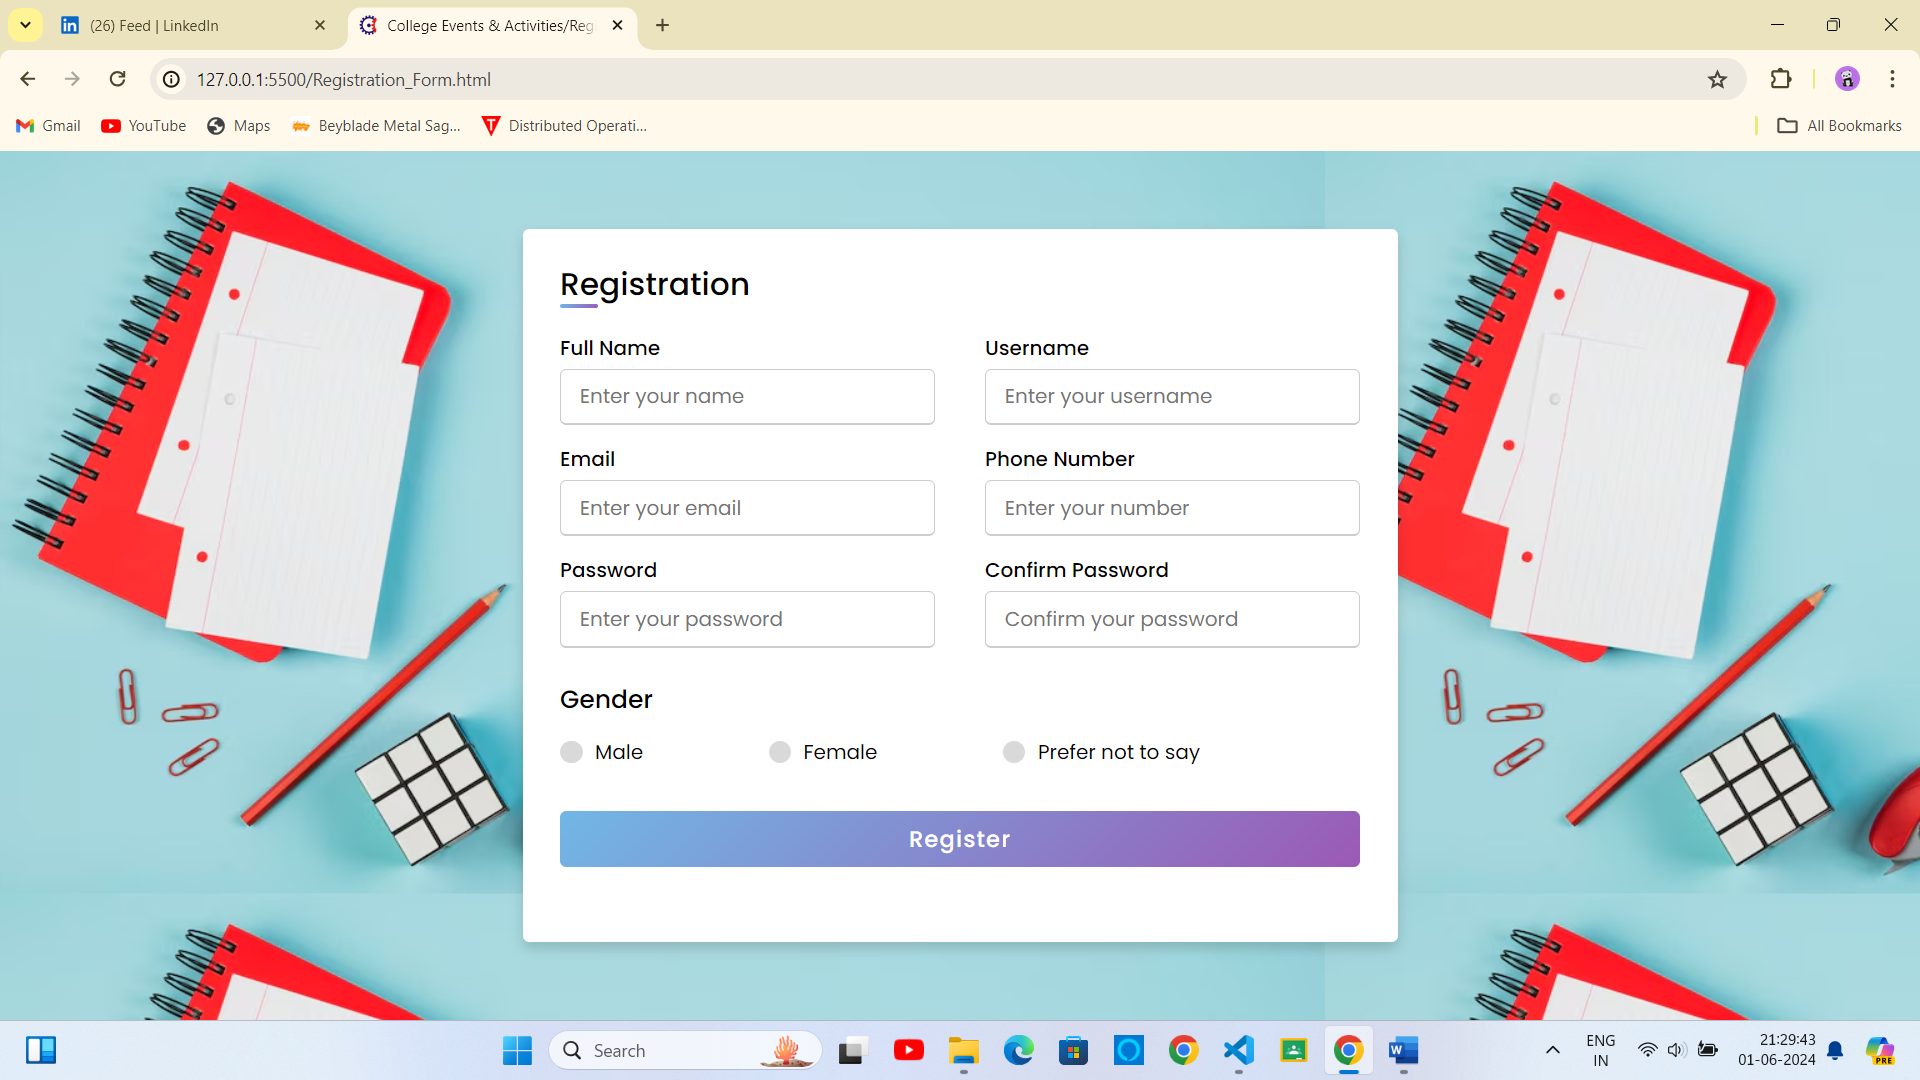 (26) Feed | LinkedIn
College Events & Activities/Reg
127.0.0.1:5500/Registration_Form.html
Gmail YouTube Maps Beyblade Metal Sag... Distributed Operati... All Bookmarks
Registration
Full Name Username
Enter your name Enter your username
Email Phone Number
Enter your email Enter your number
Password Confirm Password
Enter your password Confirm your password
Gender
Male Female Prefer not to say
Register
Search
ENG
IN
21:29:43
01-06-2024
PRE